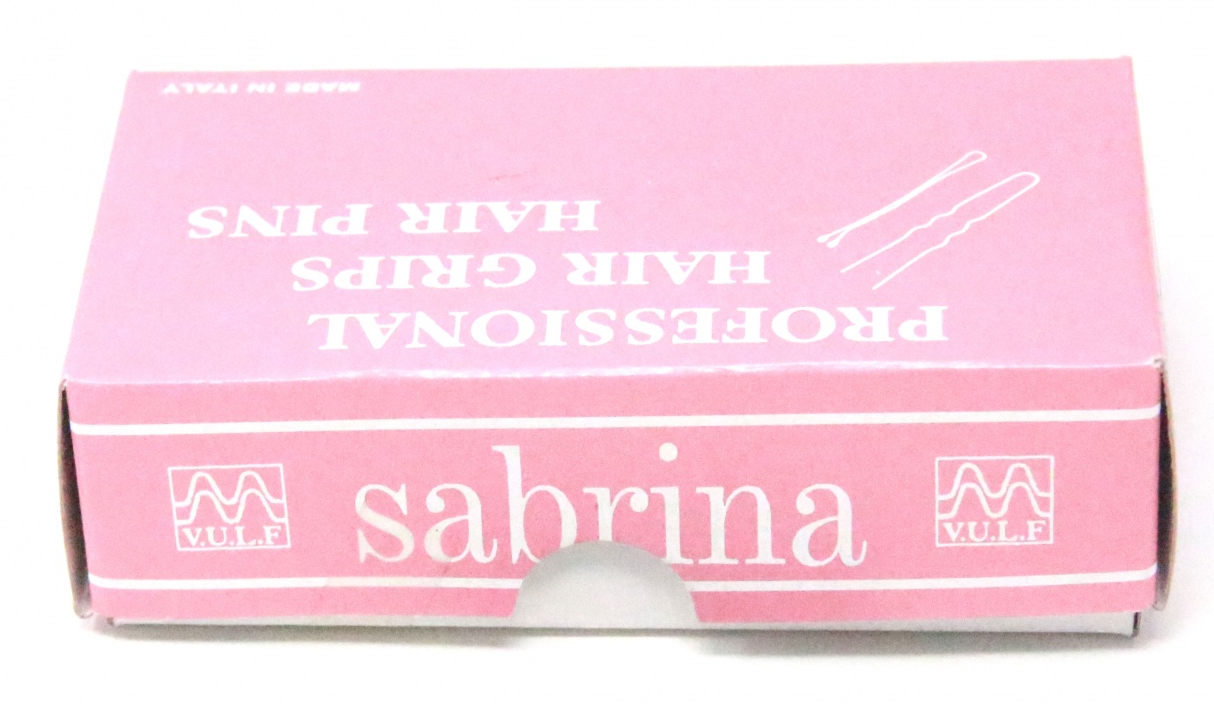 PROFESSIONAL
HAIR GRIPS
HAIR PINS
MADE IN ITALY
V.U.L.F
sabrina
V.U.L.F